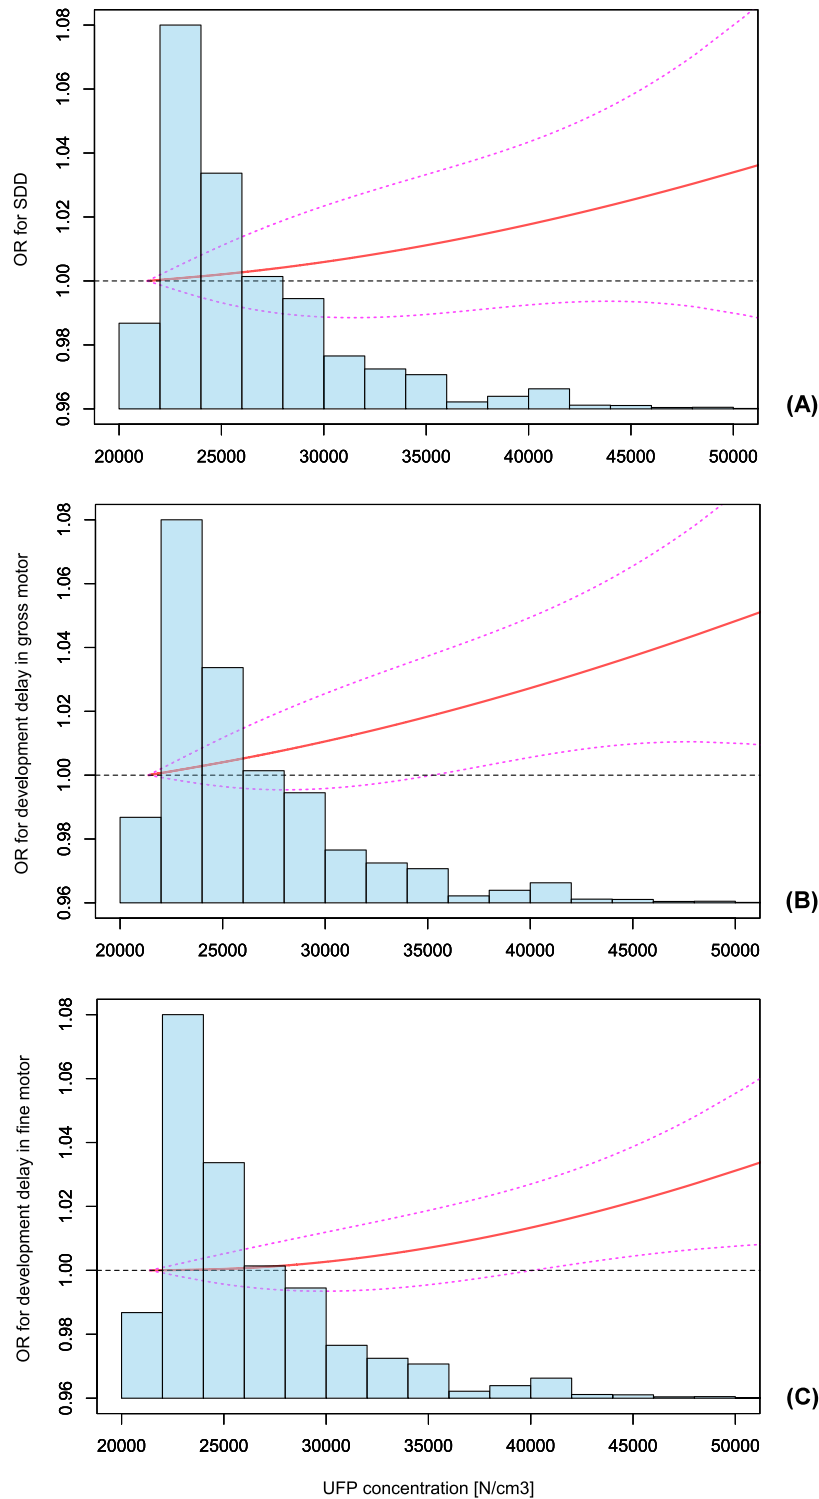 1.08
1.06
1.04
1.02
1.00
0.98
0.96
OR for SDD
20000 25000 30000 35000 40000 45000 50000
(A)
1.08
1.06
1.04
1.02
1.00
0.98
0.96
OR for development delay in gross motor
20000 25000 30000 35000 40000 45000 50000
(B)
1.08
1.06
1.04
1.02
1.00
0.98
0.96
OR for development delay in fine motor
20000 25000 30000 35000 40000 45000 50000
(C)
UFP concentration [N/cm3]